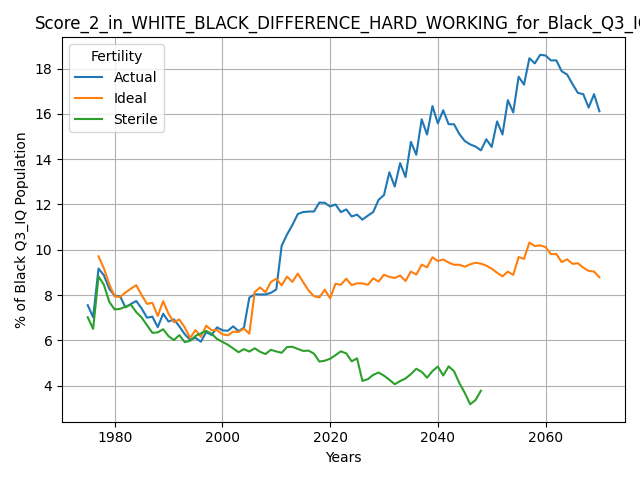 Score_2_in_WHITE_BLACK_DIFFERENCE_HARD_WORKING_for_Black_Q3_IQ
Fertility
Actual
Ideal
Sterile
% of Black Q3_IQ Population
18
16
14
12
10
8
6
4
1980 2000 2020 2040 2060
Years